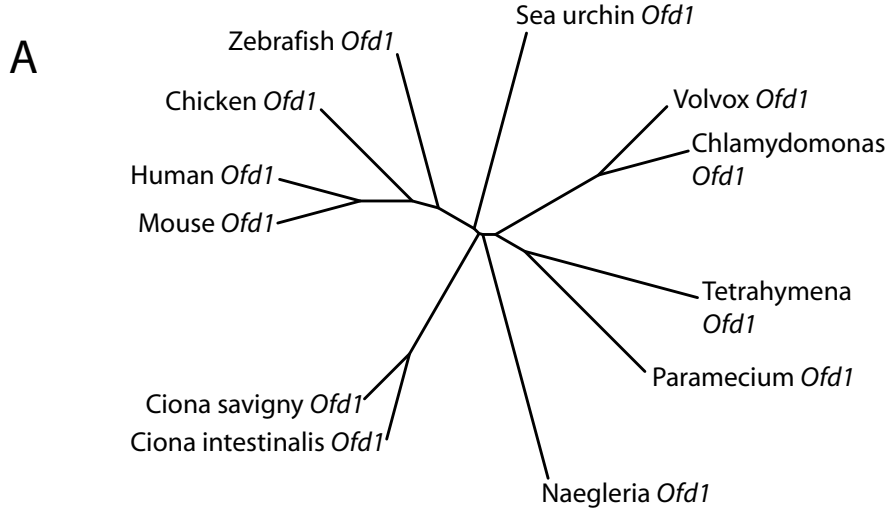 A
Sea urchin Ofd1
Zebrafish Ofd1
Chicken Ofd1
Volvox Ofd1
Chlamydomonas
Ofd1
Human Ofd1
Mouse Ofd1
Tetrahymena
Ofd1
Paramecium Ofd1
Ciona savigny Ofd1
Ciona intestinalis Ofd1
Naegleria Ofd1